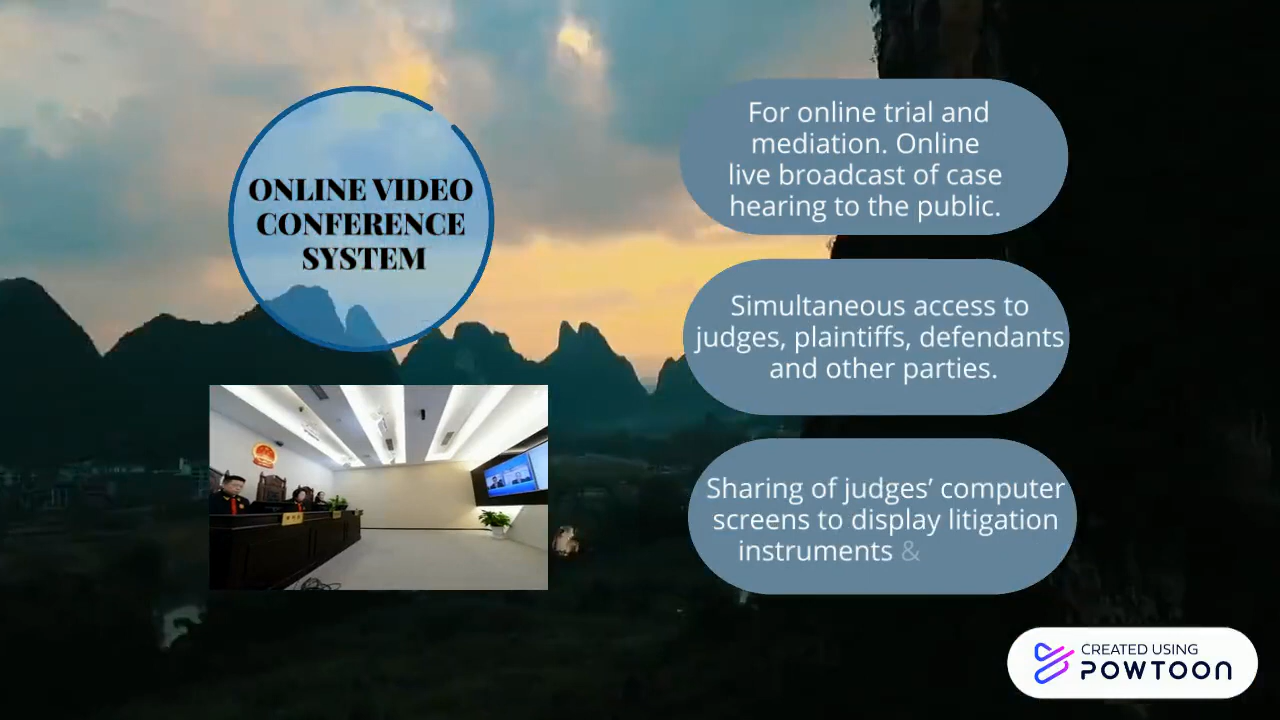 ONLINE VIDEO
CONFERENCE
SYSTEM
For online trial and
mediation. Online
live broadcast of case
hearing to the public.
Simultaneous access to
judges, plaintiffs, defendants
and other parties.
Sharing of judges’ computer
screens to display litigation
instruments &
CREATED USING
POWTOON